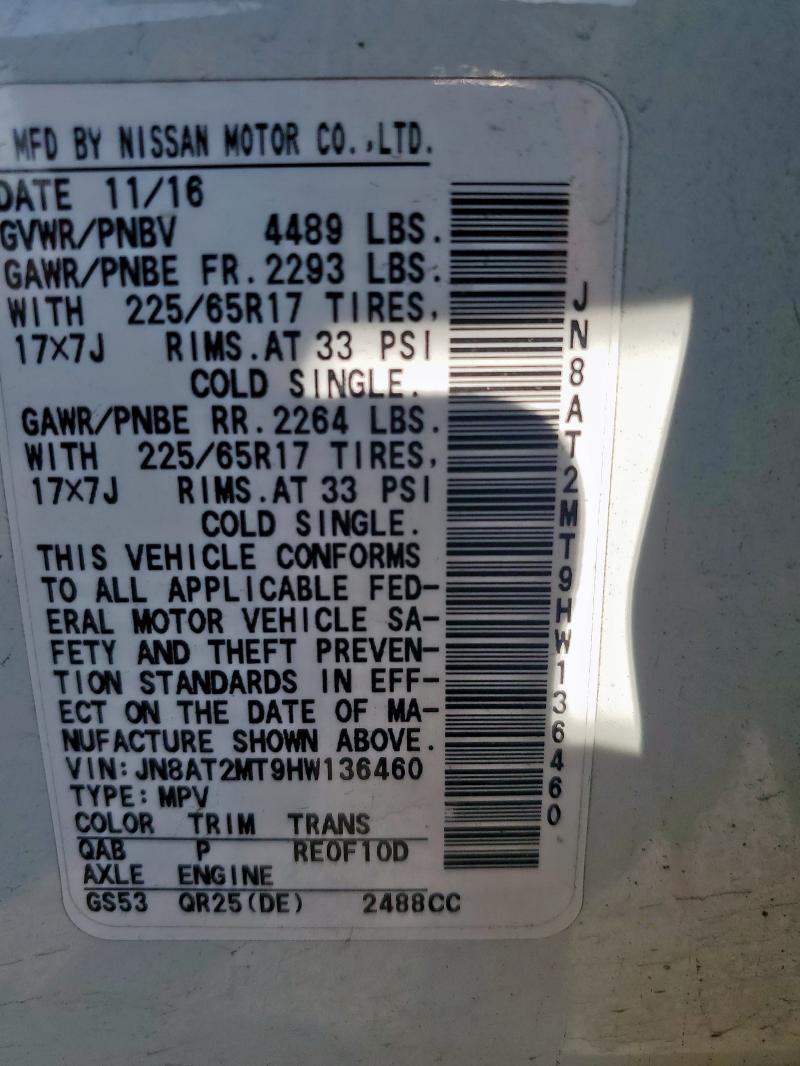 MFD BY NISSAN MOTOR CO.,LTD.
DATE 11/16
GVWR/PNBV 4489 LBS.
GAWR/PNBE FR.2293 LBS.
WITH 225/65R17 TIRES,
17×7J RIMS.AT 33 PSI
COLD SINGLE.
GAWR/PNBE RR.2264 LBS.
WITH 225/65R17 TIRES,
17×7J RIMS.AT 33 PSI
COLD SINGLE.
THIS VEHICLE CONFORMS
TO ALL APPLICABLE FED-
ERAL MOTOR VEHICLE SA-
FETY AND THEFT PREVEN-
TION STANDARDS IN EFF-
ECT ON THE DATE OF MA-
NUFACTURE SHOWN ABOVE.
VIN:JN8AT2MT9HW136460
TYPE:MPV
COLOR TRIM TRANS
QAB P RE0F10D
AXLE ENGINE
GS53 QR25(DE) 2488CC
JN8AT2MT9HW136460